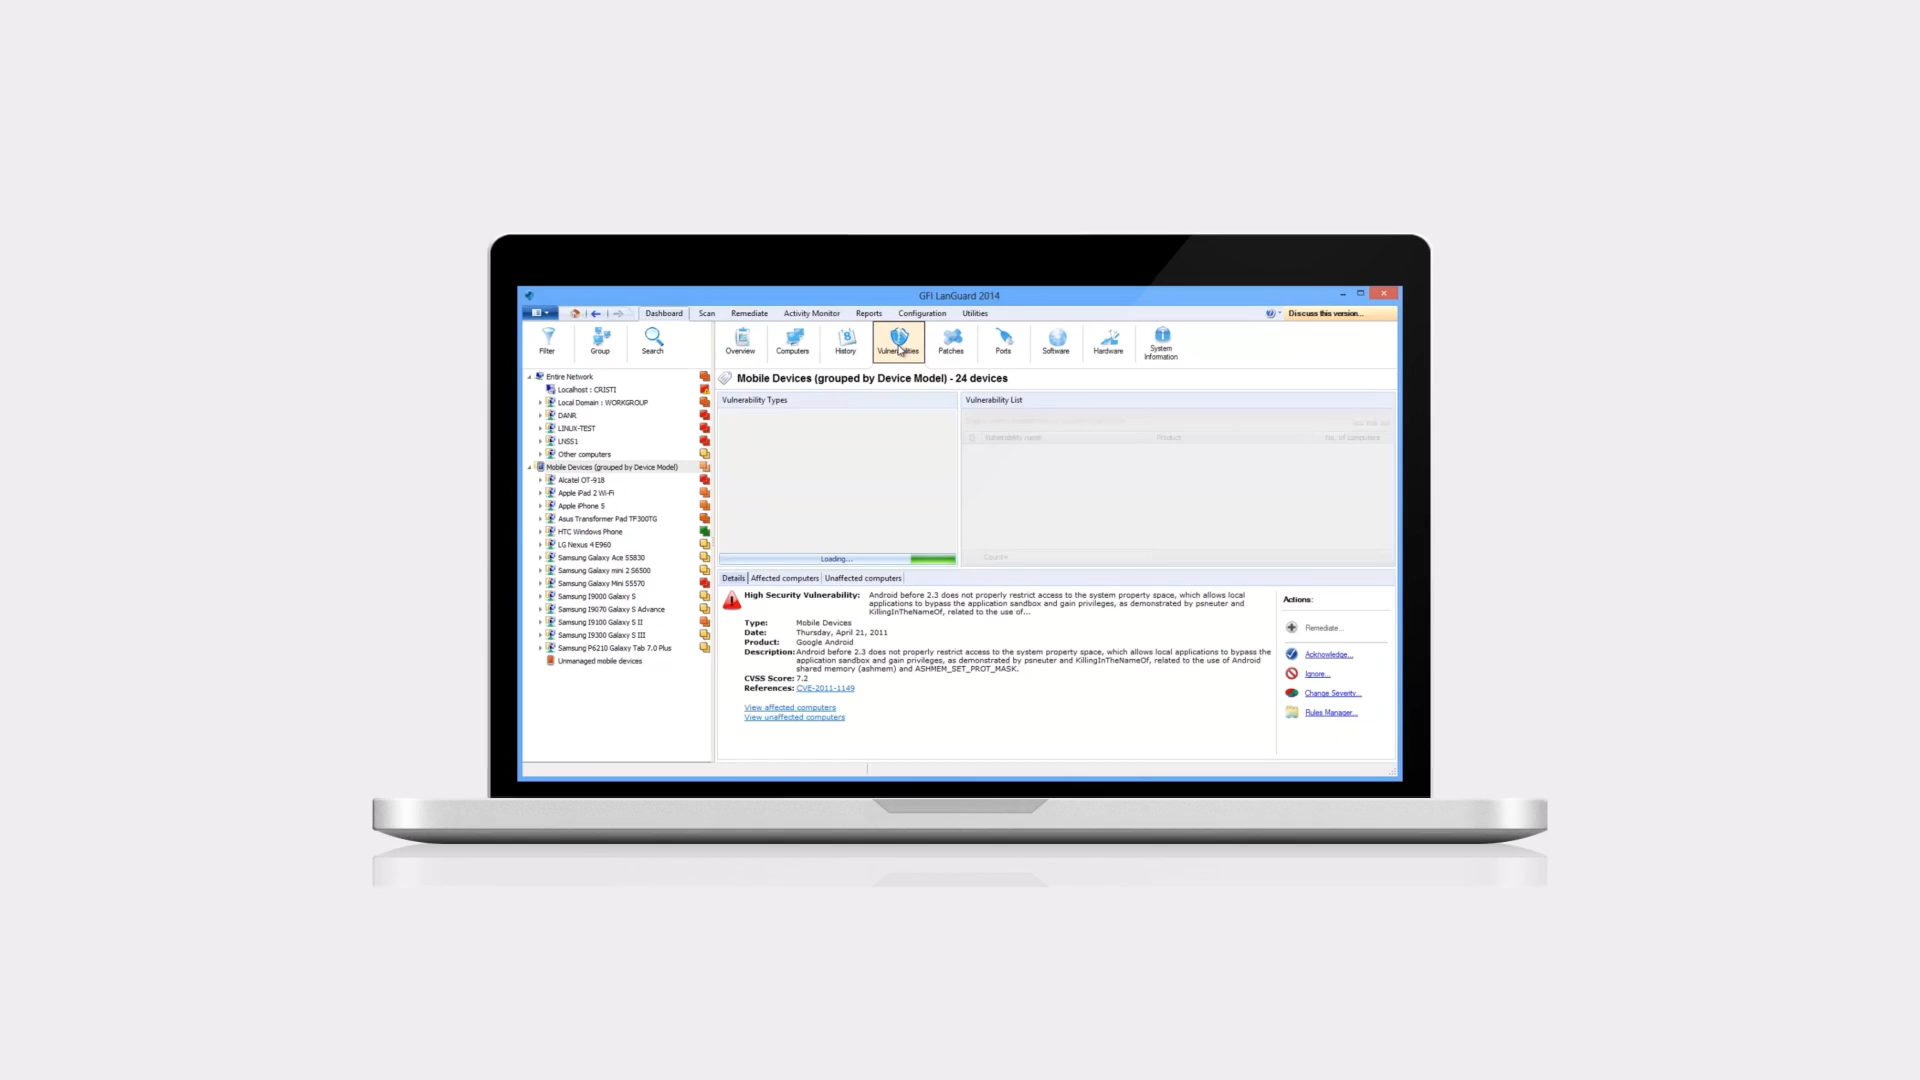 GFI LanGuard 2014
Dashboard Scan Remediate Activity Monitor Reports Configuration Utilities Discuss this version...
Filter Group Search Overview Computers History Vulnerabilities Patches Ports Software Hardware System Information
Mobile Devices (grouped by Device Model) - 24 devices
Entire Network
Localhost : CRISTI
Local Domain : WORKGROUP
DANR
LINUX-TEST
LNSS1
Other computers
Mobile Devices (grouped by Device Model)
Alcatel OT-918
Apple iPad 2 Wi-Fi
Apple iPhone 5
Asus Transformer Pad TF300TG
HTC Windows Phone
LG Nexus 4 E960
Samsung Galaxy Ace S5830
Samsung Galaxy mini 2 S6500
Samsung Galaxy Mini S5570
Samsung I9000 Galaxy S
Samsung I9070 Galaxy S Advance
Samsung I9100 Galaxy S II
Samsung I9300 Galaxy S III
Samsung P6210 Galaxy Tab 7.0 Plus
Unmanaged mobile devices
Vulnerability Types
Loading...
Vulnerability List
Vulnerability name Product No. of computers
Count=
Details Affected computers Unaffected computers
High Security Vulnerability: Android before 2.3 does not properly restrict access to the system property space, which allows local
applications to bypass the application sandbox and gain privileges, as demonstrated by psneuter and
KillingInTheNameOf, related to the use of...
Type: Mobile Devices
Date: Thursday, April 21, 2011
Product: Google Android
Description: Android before 2.3 does not properly restrict access to the system property space, which allows local applications to bypass the
application sandbox and gain privileges, as demonstrated by psneuter and KillingInTheNameOf, related to the use of Android
shared memory (ashmem) and ASHMEM_SET_PROT_MASK.
CVSS Score: 7.2
References: CVE-2011-1149
View affected computers
View unaffected computers
Actions:
Remediate...
Acknowledge...
Ignore...
Change Severity...
Rules Manager...